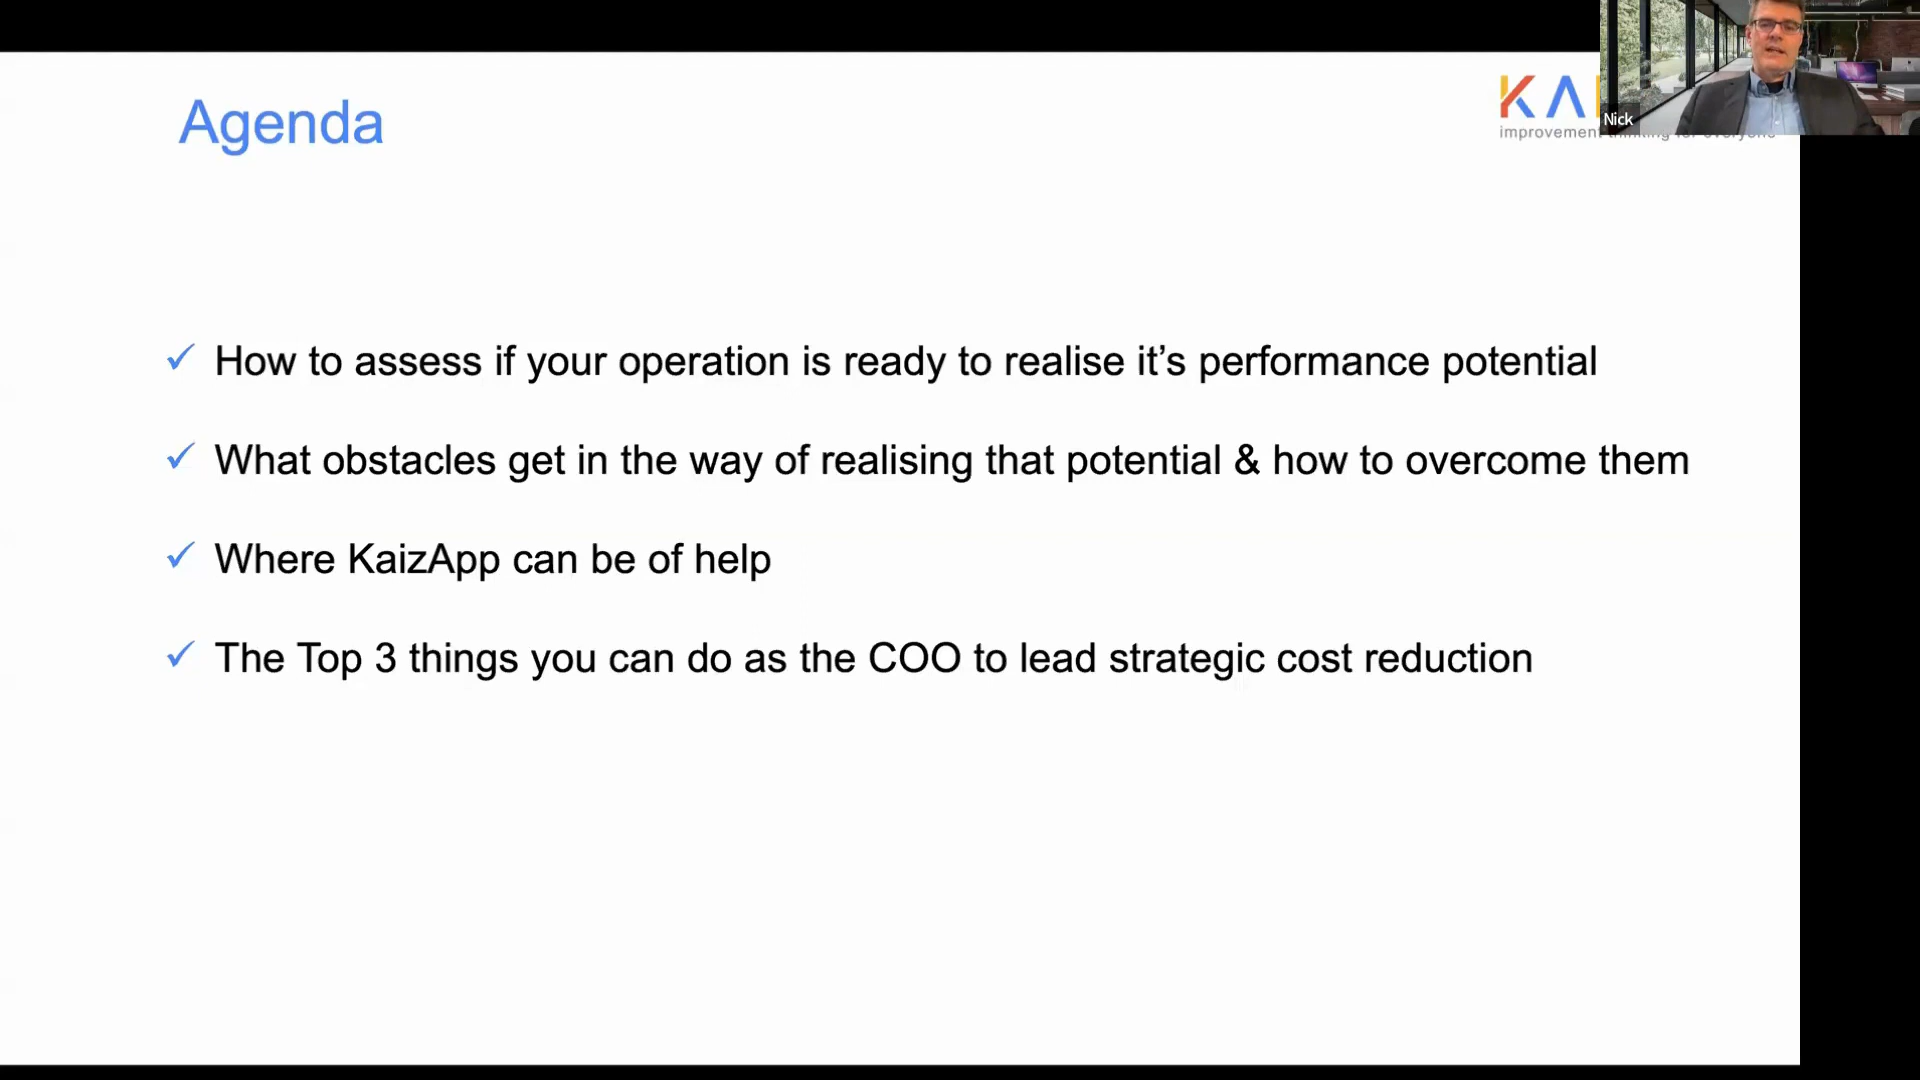 Agenda
KA
improvement
Nick
How to assess if your operation is ready to realise it’s performance potential
What obstacles get in the way of realising that potential & how to overcome them
Where KaizApp can be of help
The Top 3 things you can do as the COO to lead strategic cost reduction